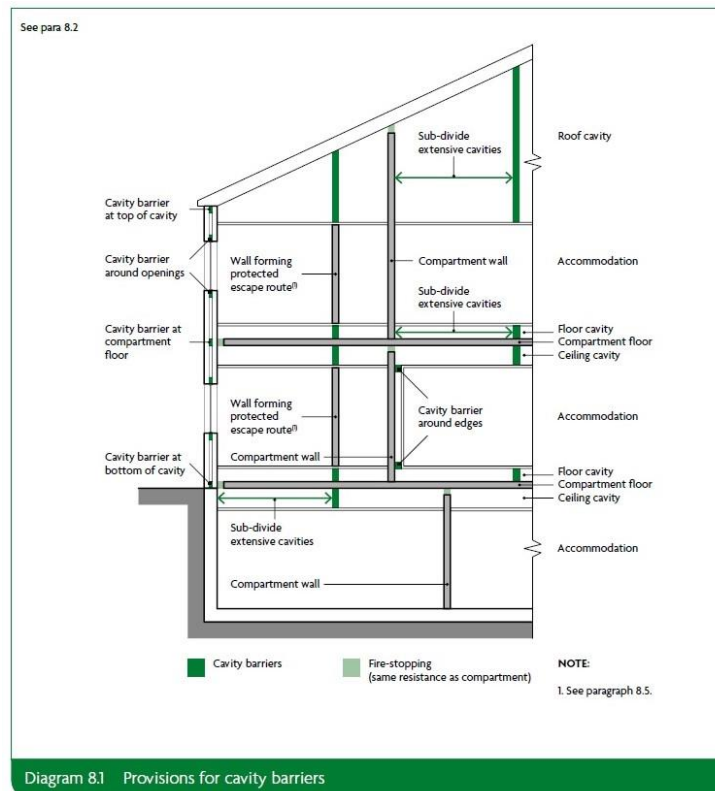 See para 8.2
Sub-divide
extensive cavities
Roof cavity
Cavity barrier
at top of cavity
Cavity barrier
around openings
Wall forming
protected
escape route⁽¹⁾
Compartment wall
Accommodation
Sub-divide
extensive cavities
Cavity barrier at
compartment
floor
Floor cavity
Compartment floor
Ceiling cavity
Wall forming
protected
escape route⁽¹⁾
Cavity barrier
around edges
Accommodation
Compartment wall
Cavity barrier at
bottom of cavity
Floor cavity
Compartment floor
Ceiling cavity
Sub-divide
extensive cavities
Accommodation
Compartment wall
Cavity barriers
Fire-stopping
(same resistance as compartment)
NOTE:
1. See paragraph 8.5.
Diagram 8.1 Provisions for cavity barriers